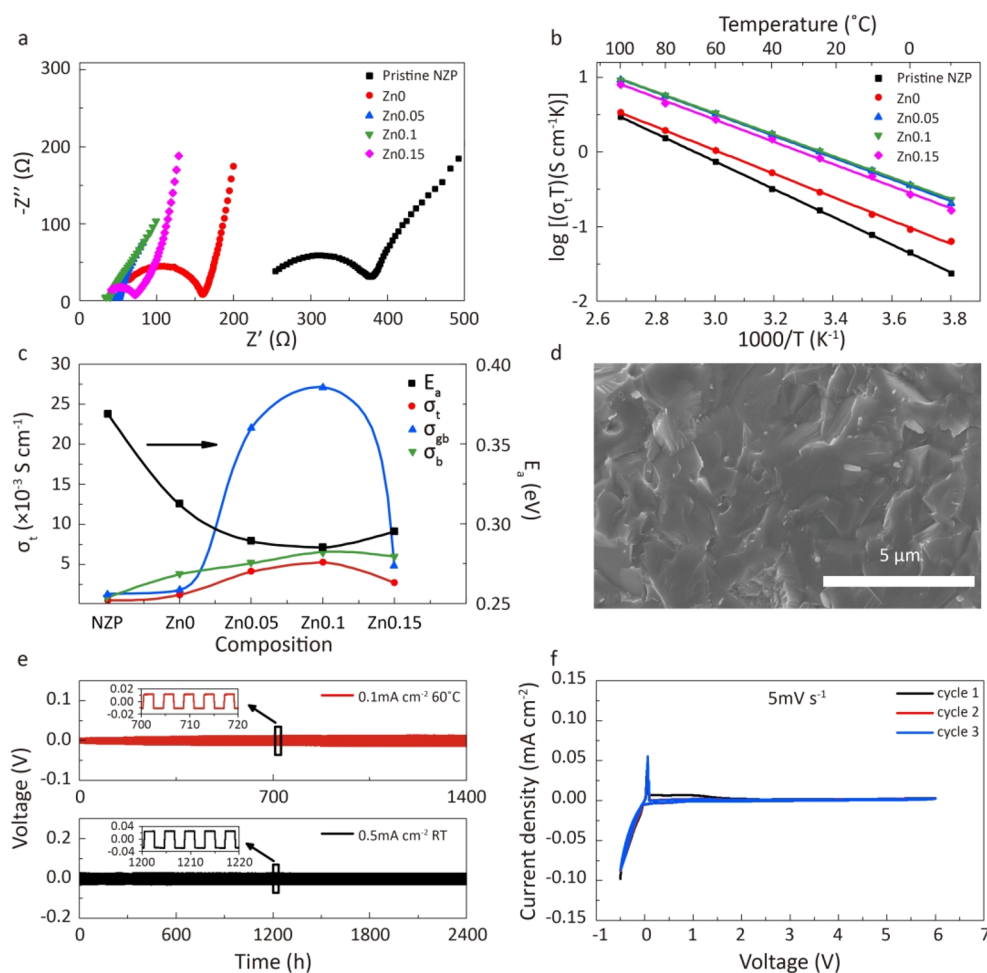 a
-Z′′ (Ω)
300
200
100
0
0
100
200
300
400
500
Z′ (Ω)
Pristine NZP
Zn0
Zn0.05
Zn0.1
Zn0.15
b
Temperature (˚C)
100
80
60
40
20
0
log [(σtT)(S cm⁻¹K)]
1
0
-1
-2
2.6
2.8
3.0
3.2
3.4
3.6
3.8
1000/T (K⁻¹)
Pristine NZP
Zn0
Zn0.05
Zn0.1
Zn0.15
c
σt (×10⁻³ S cm⁻¹)
30
25
20
15
10
5
0
NZP
Zn0
Zn0.05
Zn0.1
Zn0.15
Composition
0.40
0.35
0.30
0.25
Ea (eV)
Ea
σt
σgb
σb
d
5 µm
e
Voltage (V)
0.1
0.0
-0.1
0.02
0.00
-0.02
700
710
720
0.1mA cm⁻² 60˚C
0
700
1400
0.2
0.0
-0.2
0.04
0.00
-0.04
1200
1210
1220
0.5mA cm⁻² RT
0
600
1200
1800
2400
Time (h)
f
Current density (mA cm⁻²)
0.15
0.10
0.05
0.00
-0.05
-0.10
-0.15
5mV s⁻¹
cycle 1
cycle 2
cycle 3
-1
0
1
2
3
4
5
6
7
Voltage (V)